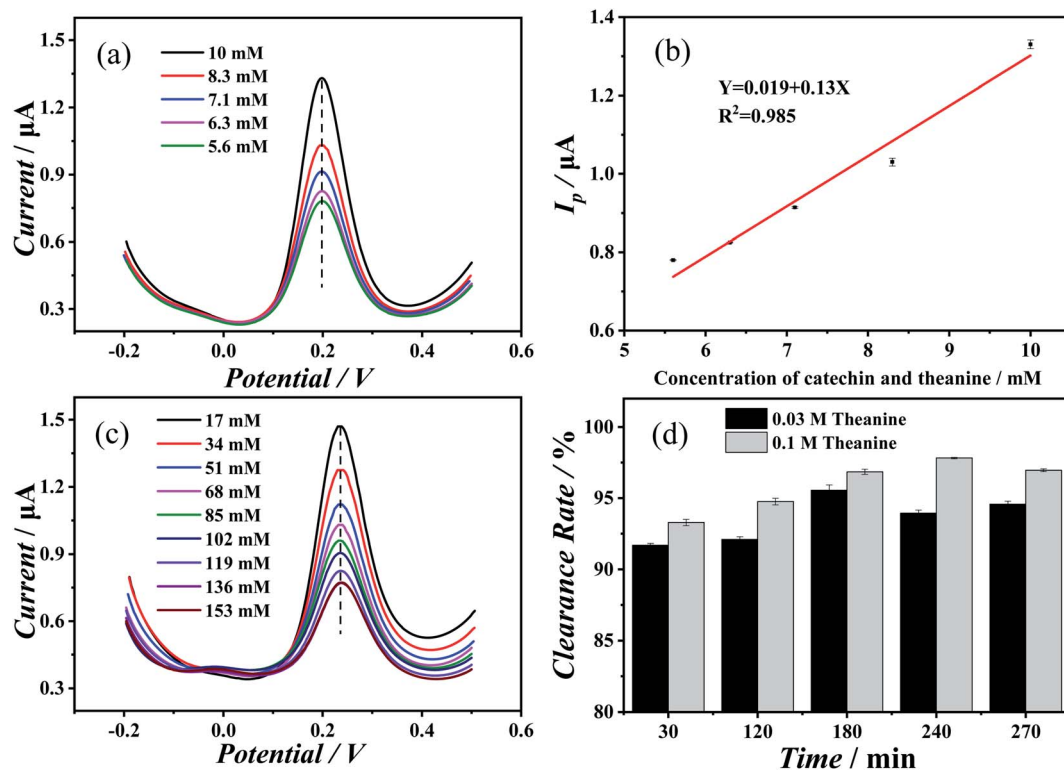 (a)
10 mM
8.3 mM
7.1 mM
6.3 mM
5.6 mM
1.5
1.2
0.9
0.6
0.3
Current / μA
-0.2
0.0
0.2
0.4
0.6
Potential / V
(b)
Y=0.019+0.13X
R²=0.985
1.4
1.2
1.0
0.8
0.6
Ip / μA
5
6
7
8
9
10
Concentration of catechin and theanine / mM
(c)
17 mM
34 mM
51 mM
68 mM
85 mM
102 mM
119 mM
136 mM
153 mM
1.5
1.2
0.9
0.6
0.3
Current / μA
-0.2
0.0
0.2
0.4
0.6
Potential / V
(d)
0.03 M Theanine
0.1 M Theanine
100
95
90
85
80
Clearance Rate / %
30
120
180
240
270
Time / min